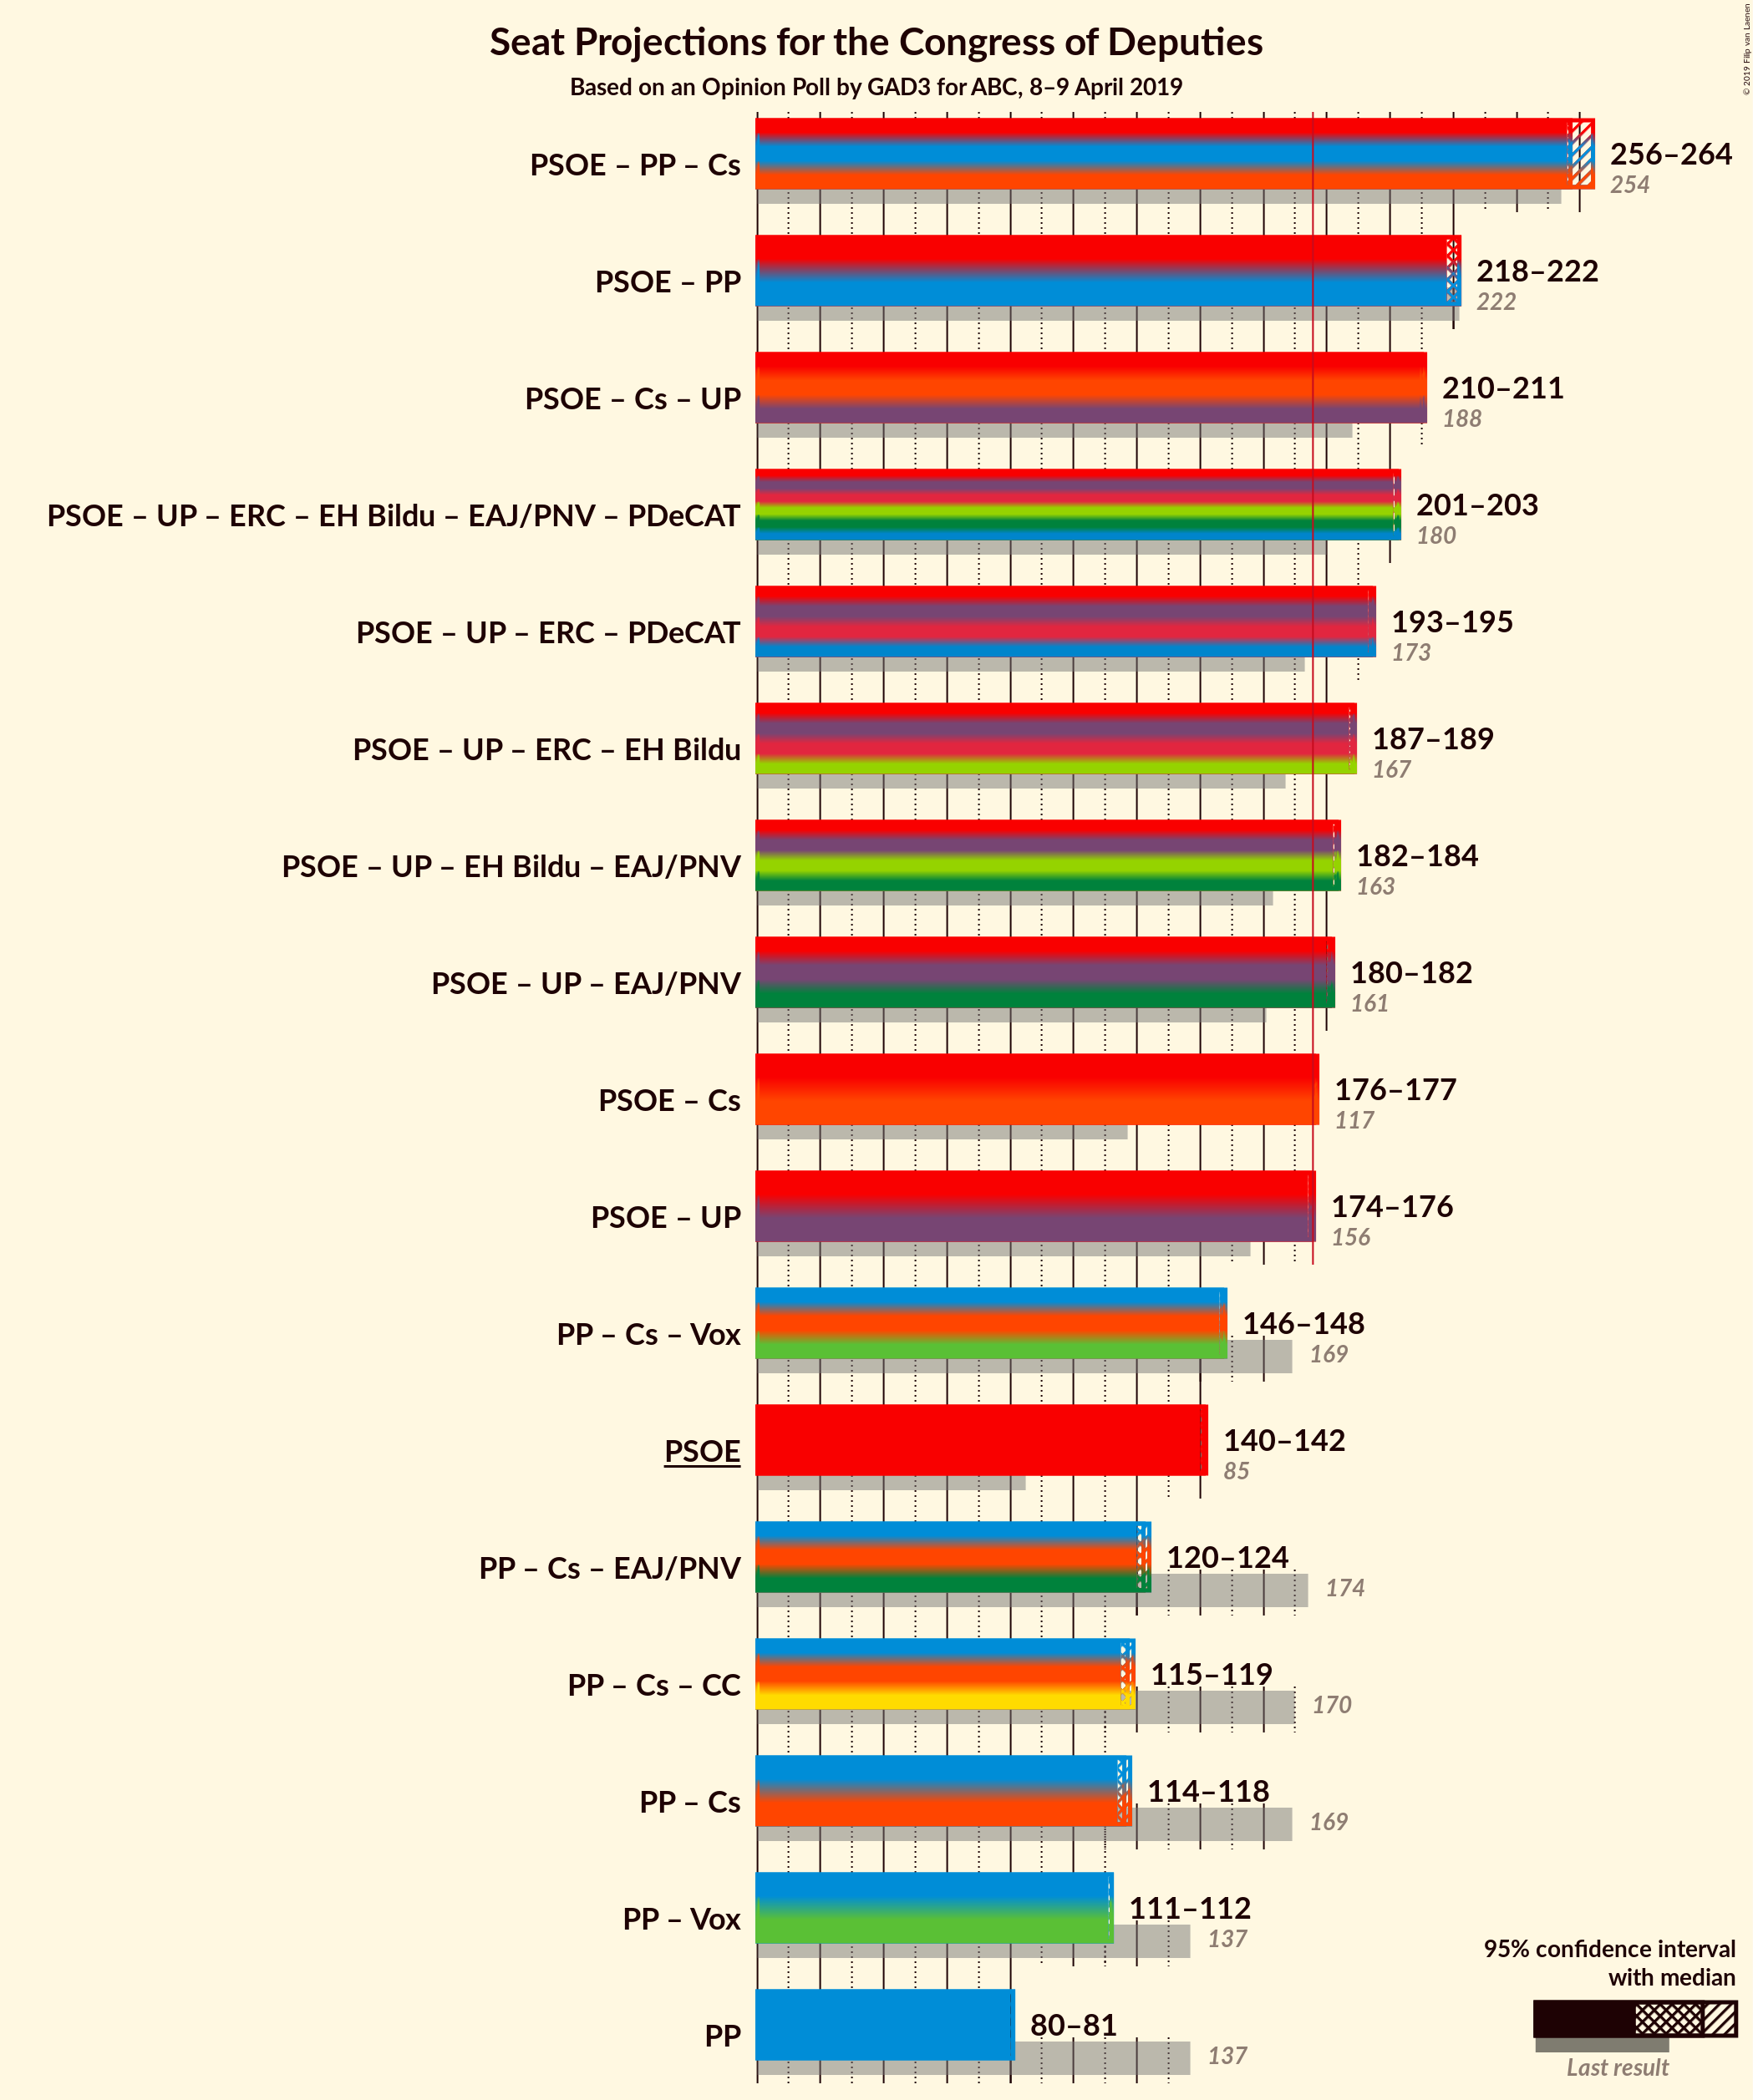 Seat Projections for the Congress of Deputies
Based on an Opinion Poll by GAD3 for ABC, 8–9 April 2019
© 2019 Filip van Laenen
PSOE – PP – Cs
256–264
254
PSOE – PP
218–222
222
PSOE – Cs – UP
210–211
188
PSOE – UP – ERC – EH Bildu – EAJ/PNV – PDeCAT
201–203
180
PSOE – UP – ERC – PDeCAT
193–195
173
PSOE – UP – ERC – EH Bildu
187–189
167
PSOE – UP – EH Bildu – EAJ/PNV
182–184
163
PSOE – UP – EAJ/PNV
180–182
161
PSOE – Cs
176–177
117
PSOE – UP
174–176
156
PP – Cs – Vox
146–148
169
PSOE
140–142
85
PP – Cs – EAJ/PNV
120–124
174
PP – Cs – CC
115–119
170
PP – Cs
114–118
169
PP – Vox
111–112
137
PP
80–81
137
95% confidence interval
with median
Last result